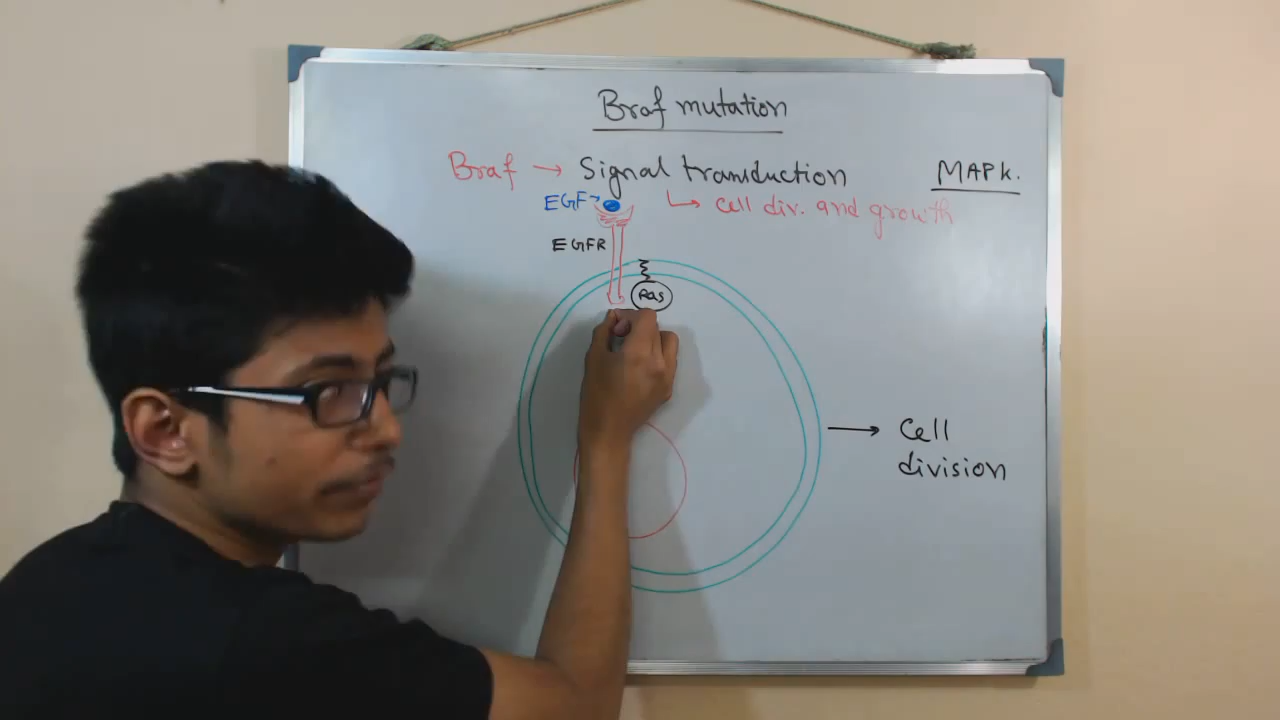 Braf mutation
Braf → Signal transduction
MAPK.
EGF→
↳ cell div. and growth
EGFR
Ras
→ Cell
division